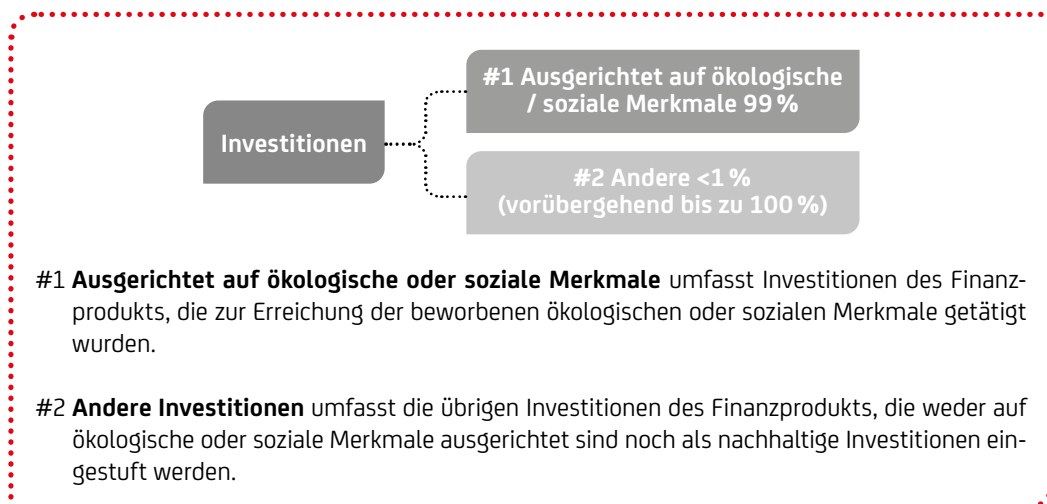 #1 Ausgerichtet auf ökologische
/ soziale Merkmale 99 %
Investitionen
#2 Andere <1 %
(vorübergehend bis zu 100 %)
#1 Ausgerichtet auf ökologische oder soziale Merkmale umfasst Investitionen des Finanz-
produkts, die zur Erreichung der beworbenen ökologischen oder sozialen Merkmale getätigt
wurden.
#2 Andere Investitionen umfasst die übrigen Investitionen des Finanzprodukts, die weder auf
ökologische oder soziale Merkmale ausgerichtet sind noch als nachhaltige Investitionen ein-
gestuft werden.